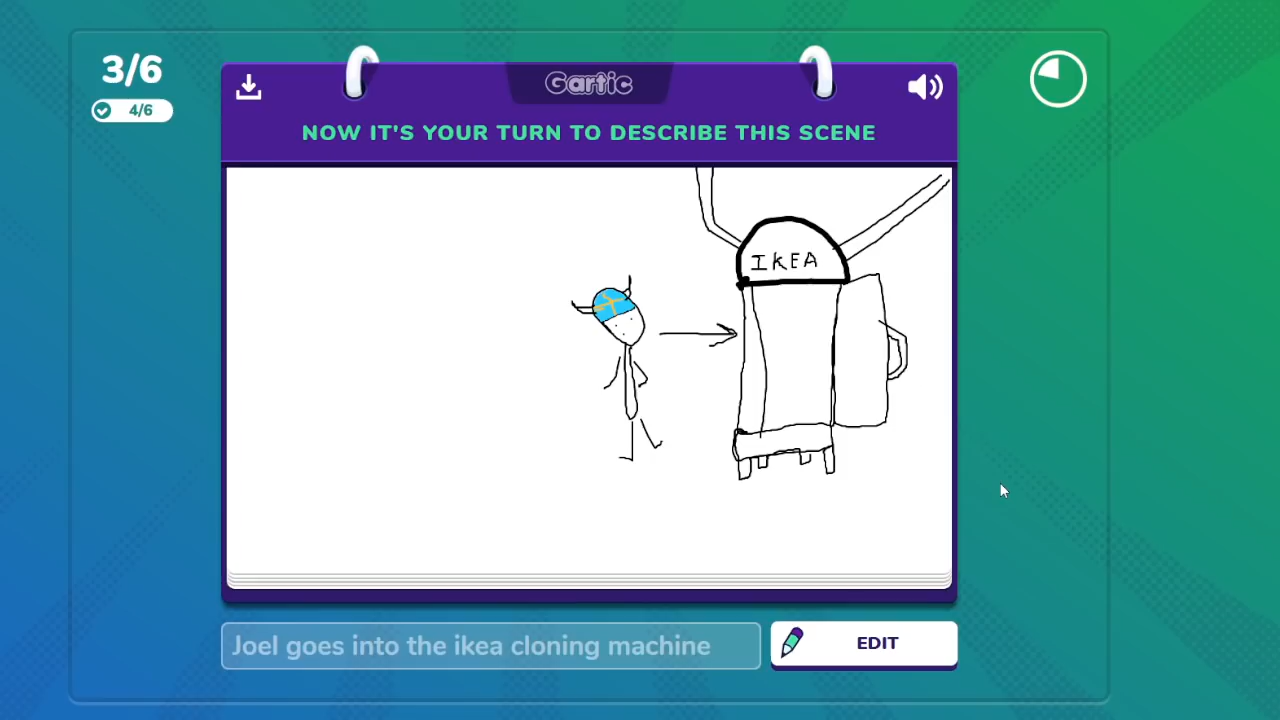 3/6
4/6
Gartic
NOW IT'S YOUR TURN TO DESCRIBE THIS SCENE
IKEA
Joel goes into the ikea cloning machine
EDIT